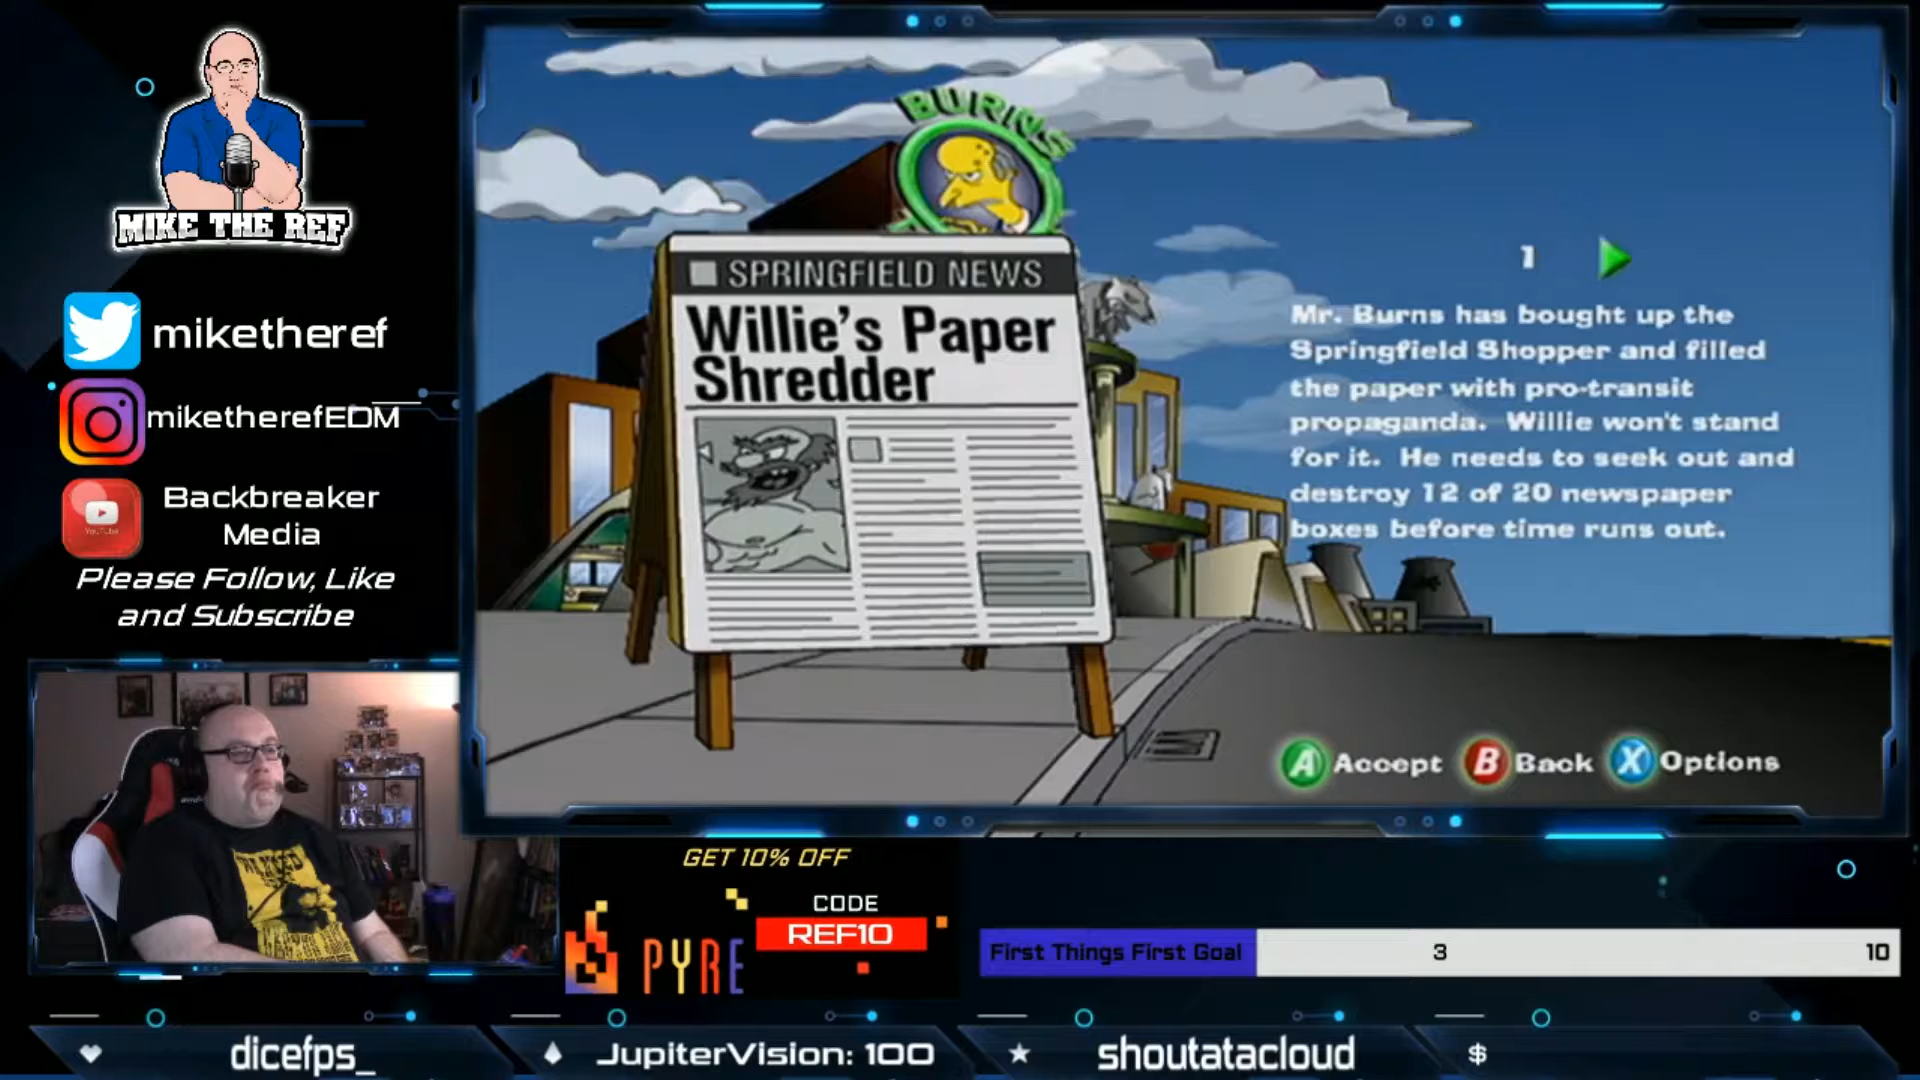 MIKE THE REF
miketheref
miketherefEDM
YouTube
Backbreaker
Media
Please Follow, Like
and Subscribe
BURNS
SPRINGFIELD NEWS
Willie's Paper
Shredder
1
Mr. Burns has bought up the
Springfield Shopper and filled
the paper with pro-transit
propaganda. Willie won't stand
for it. He needs to seek out and
destroy 12 of 20 newspaper
boxes before time runs out.
A Accept B Back X Options
GET 10% OFF
CODE
REF10
PYRE
First Things First Goal 3 10
dicefps_
JupiterVision: 100
shoutatacloud
$